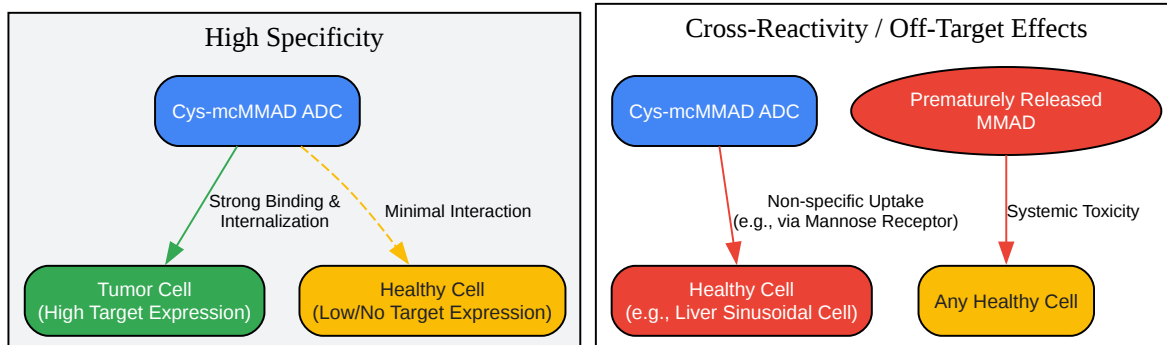 High Specificity
Cys-mcMMAD ADC
Strong Binding &
Internalization
Minimal Interaction
Tumor Cell
(High Target Expression)
Healthy Cell
(Low/No Target Expression)
Cross-Reactivity / Off-Target Effects
Cys-mcMMAD ADC
Prematurely Released
MMAD
Non-specific Uptake
(e.g., via Mannose Receptor)
Systemic Toxicity
Healthy Cell
(e.g., Liver Sinusoidal Cell)
Any Healthy Cell